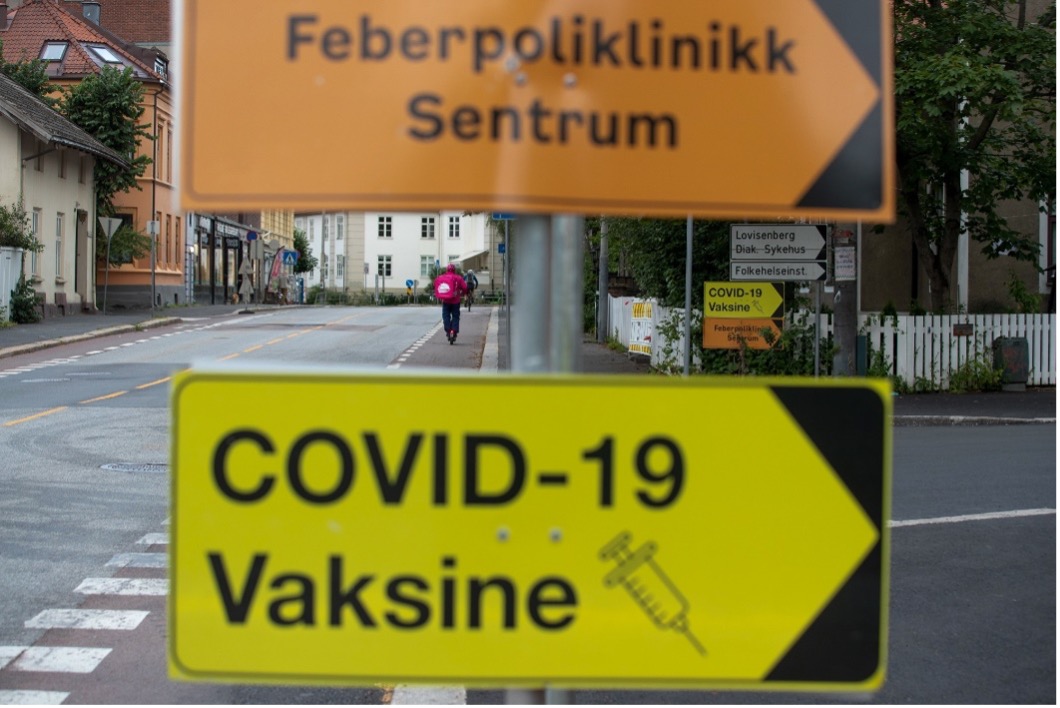 Feberpoliklinikk
Sentrum
Lovisenberg
Diak. Sykehus
Folkehelseinst.
COVID-19
Vaksine
Feberpoliklinikk
Sentrum
COVID-19
Vaksine